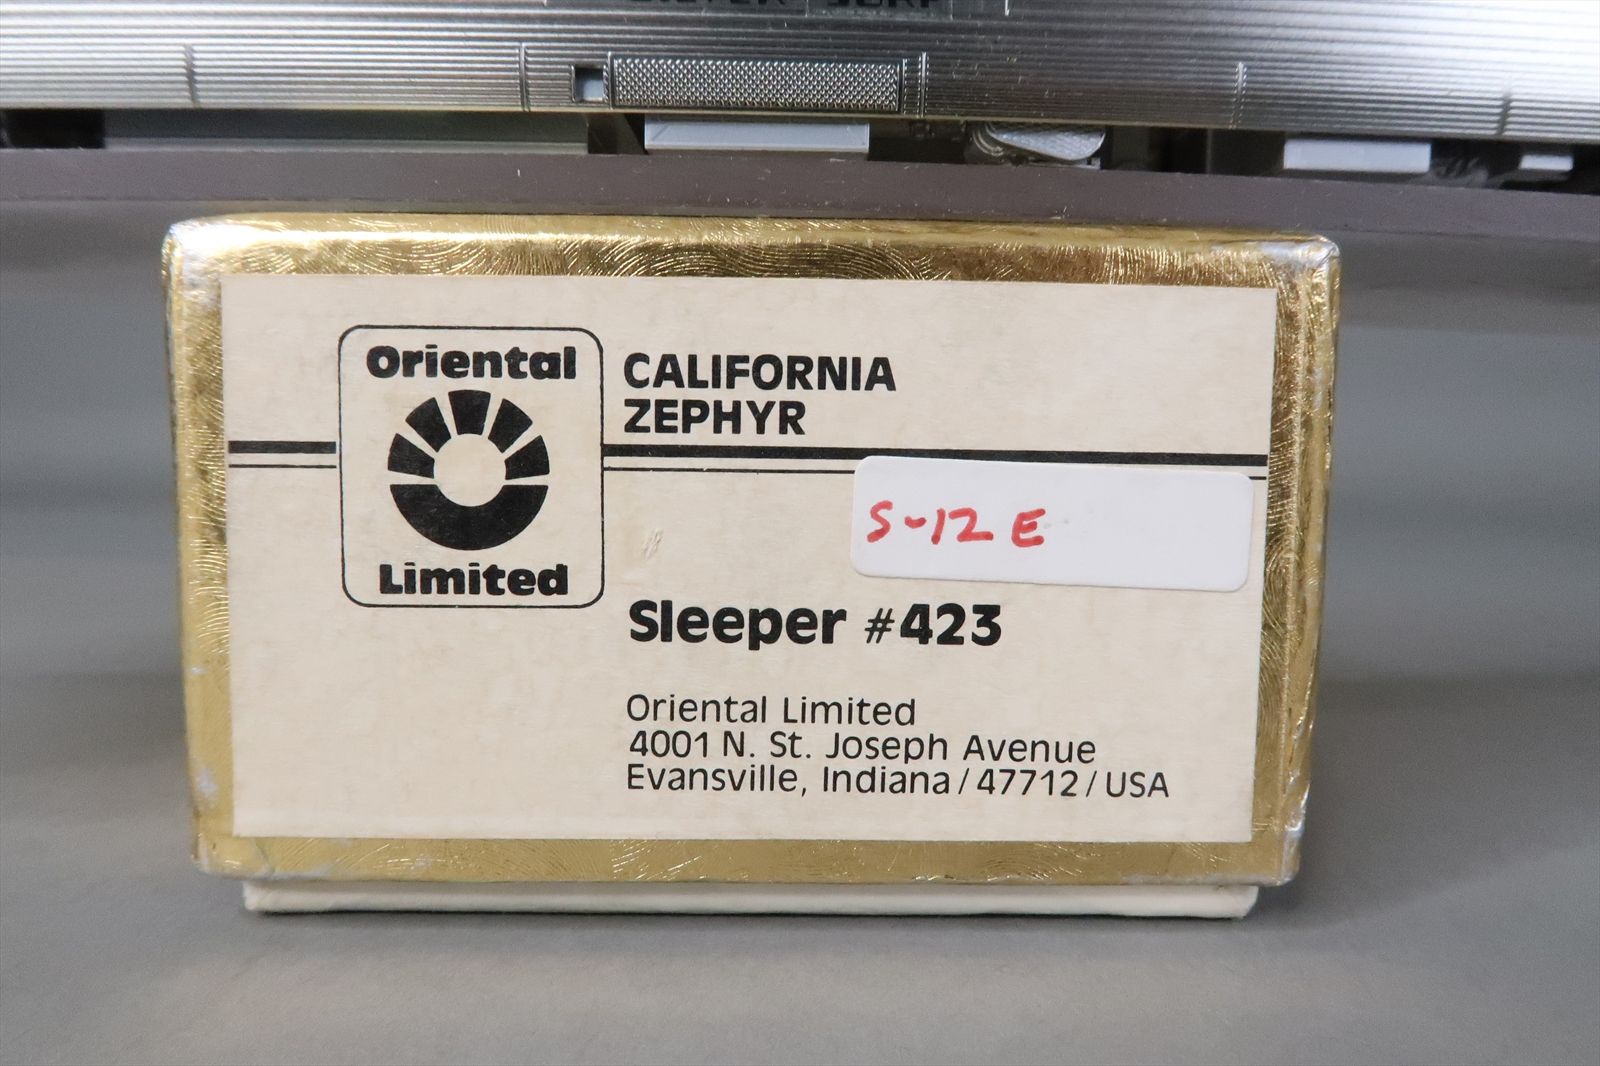 Oriental
Limited
CALIFORNIA
ZEPHYR
S-12 E
Sleeper #423
Oriental Limited
4001 N. St. Joseph Avenue
Evansville, Indiana/47712/USA